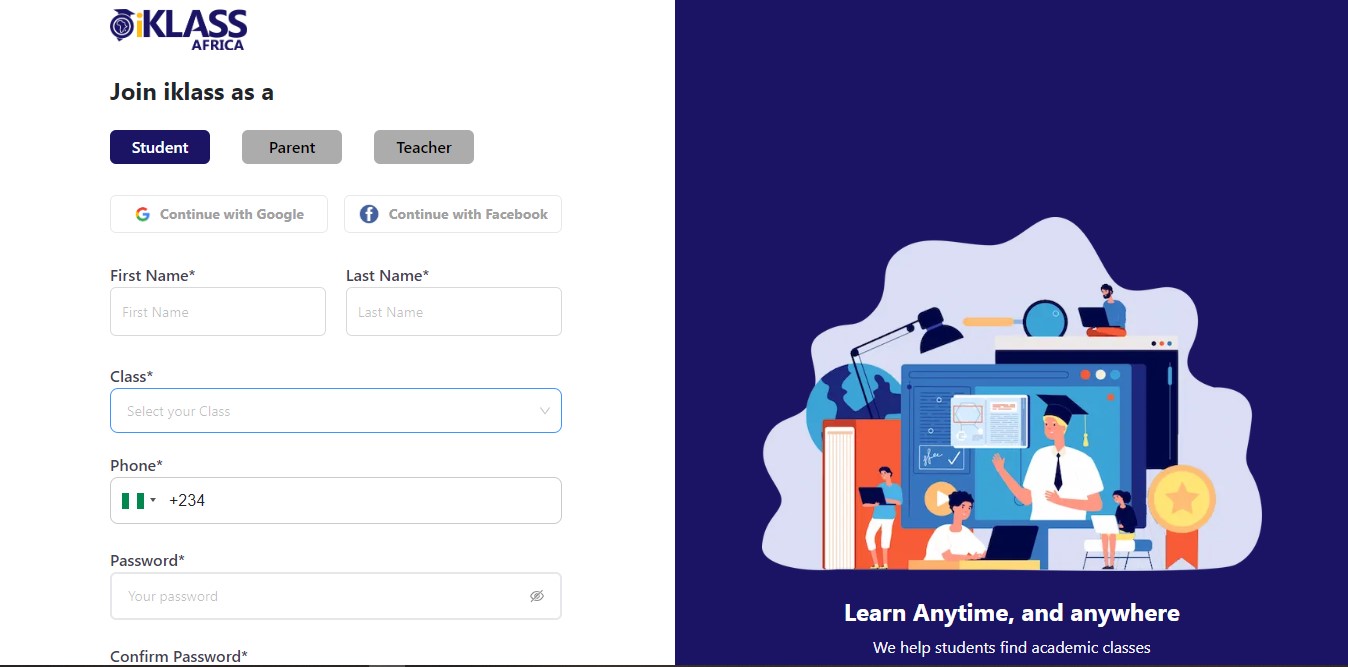 iKLASS
AFRICA
Join iklass as a
Student
Parent
Teacher
Continue with Google
Continue with Facebook
First Name*
Last Name*
First Name
Last Name
Class*
Select your Class
Phone*
+234
Password*
Your password
Confirm Password*
Learn Anytime, and anywhere
We help students find academic classes